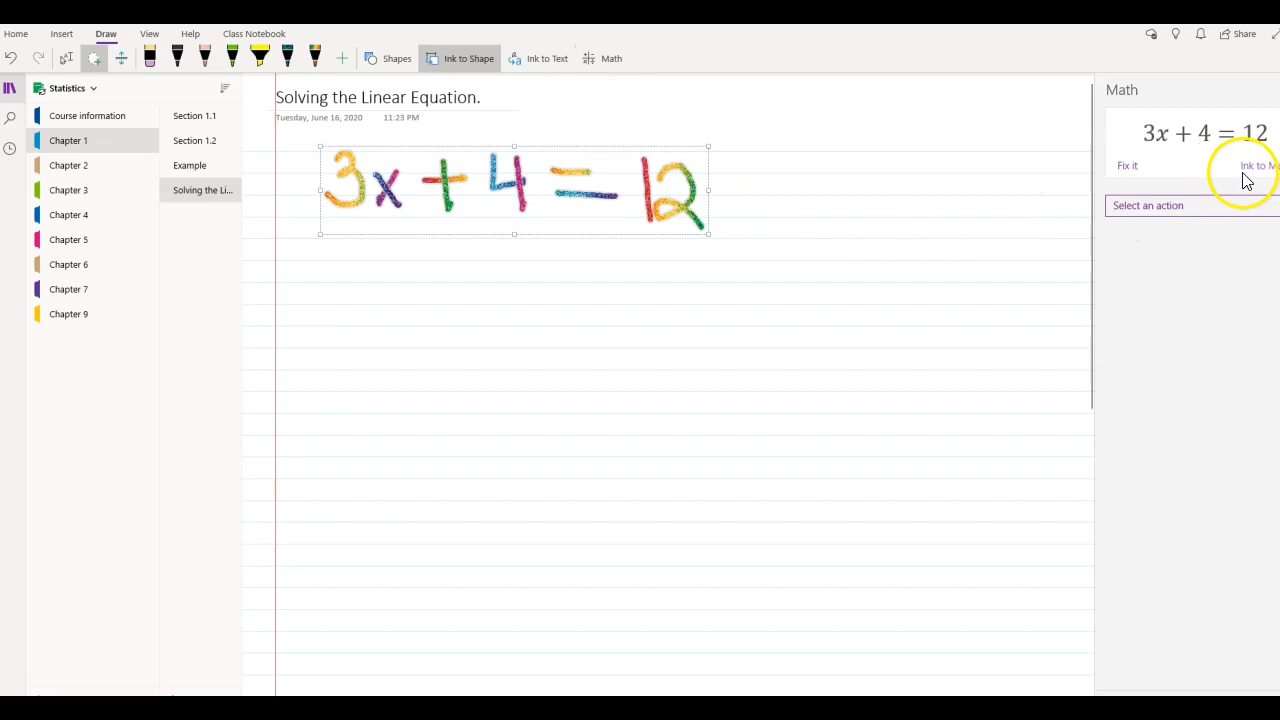 Home Insert Draw View Help Class Notebook Share
Shapes Ink to Shape Ink to Text Math
Statistics
Course information
Chapter 1
Chapter 2
Chapter 3
Chapter 4
Chapter 5
Chapter 6
Chapter 7
Chapter 9
Section 1.1
Section 1.2
Example
Solving the Li...
Solving the Linear Equation.
Tuesday, June 16, 2020 11:23 PM
3x + 4 = 12
Math
3x + 4 = 12
Fix it Ink to Ma
Select an action